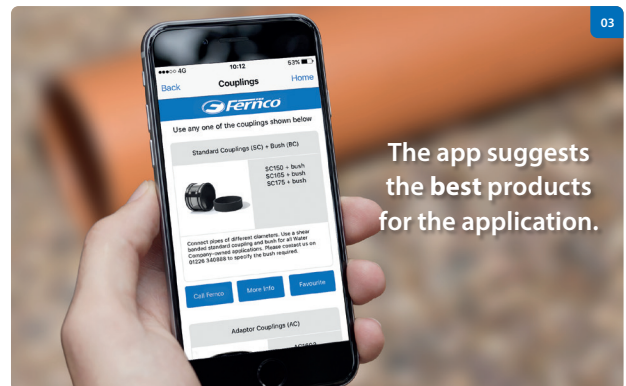 03
4G 10:12 53%
Back Couplings Home
Fernco
Use any one of the couplings shown below
Standard Couplings (SC) + Bush (BC)
SC150 + bush
SC165 + bush
SC175 + bush
Connect pipes of different diameters. Use a shear
banded standard coupling and bush for all Water
Company-owned applications. Please contact us on
01226 340888 to specify the bush required.
Call Fernco More Info Favourite
Adaptor Couplings (AC)
The app suggests
the best products
for the application.